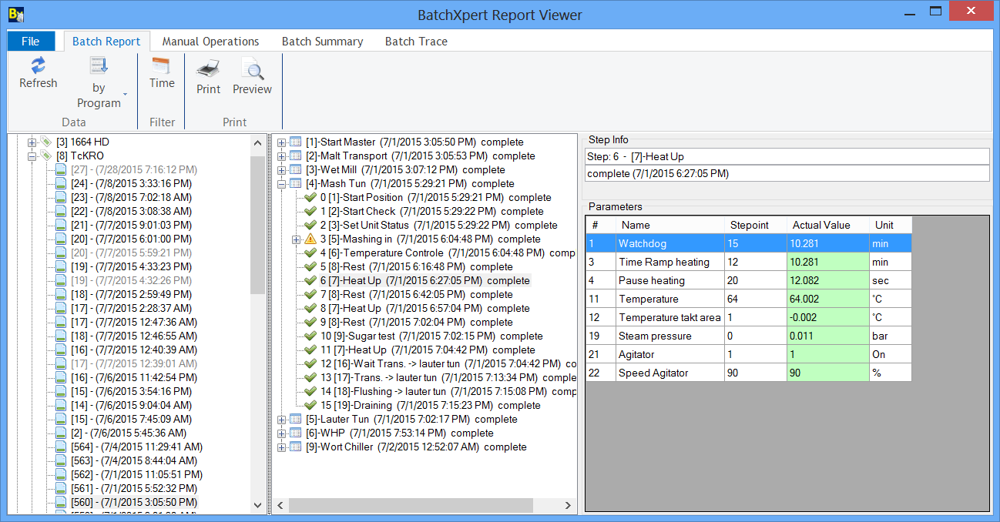 BatchXpert Report Viewer
File Batch Report Manual Operations Batch Summary Batch Trace
Refresh
by
Program
Time
Print
Preview
Data
Filter
Print
[3] 1664 HD
[8] TcKRO
[27] - (7/28/2015 7:16:12 PM)
[24] - (7/8/2015 3:33:16 PM)
[23] - (7/8/2015 7:02:18 AM)
[22] - (7/8/2015 3:08:38 AM)
[21] - (7/7/2015 9:01:03 PM)
[20] - (7/7/2015 6:01:00 PM)
[20] - (7/7/2015 5:59:21 PM)
[19] - (7/7/2015 4:33:23 PM)
[19] - (7/7/2015 4:32:26 PM)
[18] - (7/7/2015 2:59:49 PM)
[17] - (7/7/2015 2:28:37 AM)
[17] - (7/7/2015 12:47:36 AM)
[18] - (7/7/2015 12:46:55 AM)
[16] - (7/7/2015 12:40:39 AM)
[17] - (7/7/2015 12:39:01 AM)
[16] - (7/6/2015 11:42:54 PM)
[15] - (7/6/2015 3:54:16 PM)
[14] - (7/6/2015 9:04:04 AM)
[15] - (7/6/2015 7:45:09 AM)
[2] - (7/6/2015 5:45:36 AM)
[564] - (7/4/2015 11:29:41 AM)
[563] - (7/4/2015 8:44:04 AM)
[562] - (7/1/2015 11:05:51 PM)
[561] - (7/1/2015 5:52:32 PM)
[560] - (7/1/2015 3:05:50 PM)
[1]-Start Master (7/1/2015 3:05:50 PM) complete
[2]-Malt Transport (7/1/2015 3:05:53 PM) complete
[3]-Wet Mill (7/1/2015 3:07:12 PM) complete
[4]-Mash Tun (7/1/2015 5:29:21 PM) complete
0 [1]-Start Position (7/1/2015 5:29:21 PM) complete
1 [2]-Start Check (7/1/2015 5:29:22 PM) complete
2 [3]-Set Unit Status (7/1/2015 5:29:22 PM) complete
3 [5]-Mashing in (7/1/2015 6:04:48 PM) complete
4 [6]-Temperature Controle (7/1/2015 6:04:48 PM) comp
5 [8]-Rest (7/1/2015 6:16:48 PM) complete
6 [7]-Heat Up (7/1/2015 6:27:05 PM) complete
7 [8]-Rest (7/1/2015 6:42:05 PM) complete
8 [7]-Heat Up (7/1/2015 6:57:04 PM) complete
9 [8]-Rest (7/1/2015 7:02:04 PM) complete
10 [9]-Sugar test (7/1/2015 7:02:15 PM) complete
11 [7]-Heat Up (7/1/2015 7:04:42 PM) complete
12 [16]-Wait Trans. -> lauter tun (7/1/2015 7:04:42 PM) co
13 [17]-Trans. -> lauter tun (7/1/2015 7:13:34 PM) comple
14 [18]-Flushing -> lauter tun (7/1/2015 7:15:08 PM) comp
15 [19]-Draining (7/1/2015 7:15:23 PM) complete
[5]-Lauter Tun (7/1/2015 7:02:17 PM) complete
[6]-WHP (7/1/2015 7:53:14 PM) complete
[9]-Wort Chiller (7/2/2015 12:52:07 AM) complete
Step Info
Step: 6 - [7]-Heat Up
complete (7/1/2015 6:27:05 PM)
Parameters
# Name Stepoint Actual Value Unit
1 Watchdog 15 10.281 min
3 Time Ramp heating 12 10.281 min
4 Pause heating 20 12.082 sec
11 Temperature 64 64.002 °C
12 Temperature takt area 1 -0.002 °C
19 Steam pressure 0 0.011 bar
21 Agitator 1 1 On
22 Speed Agitator 90 90 %